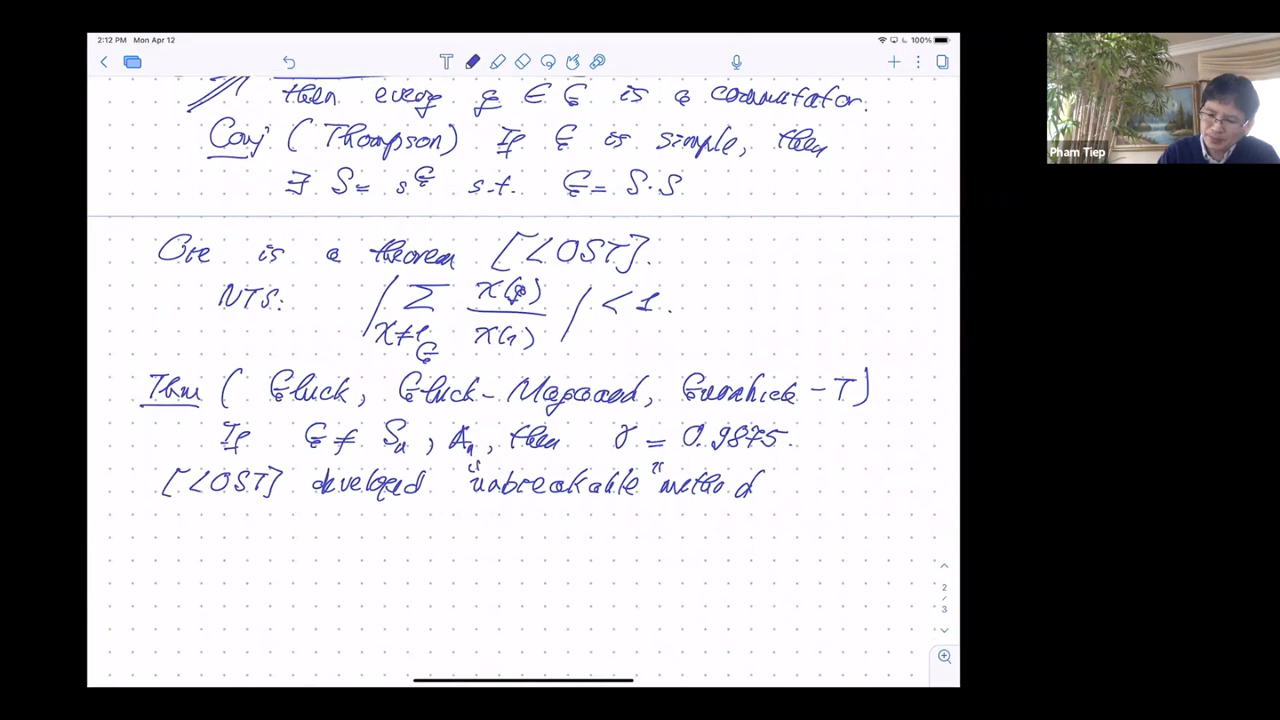 2:12 PM Mon Apr 12
100%
then every g ∈ G is a commutator.
Conj (Thompson) If G is simple, then
∃ S = s^G s.t. G = S·S
Ore is a theorem [LOST].
NTS: | Σ_{χ≠1_G} χ(g)/χ(1) | < 1.
Thm (Gluck, Gluck-Magaard, Guralnick-T)
If G ≠ S_n, A_n, then γ = 0.9875.
[LOST] developed "unbreakable" method
Pham Tiep
2
/
3